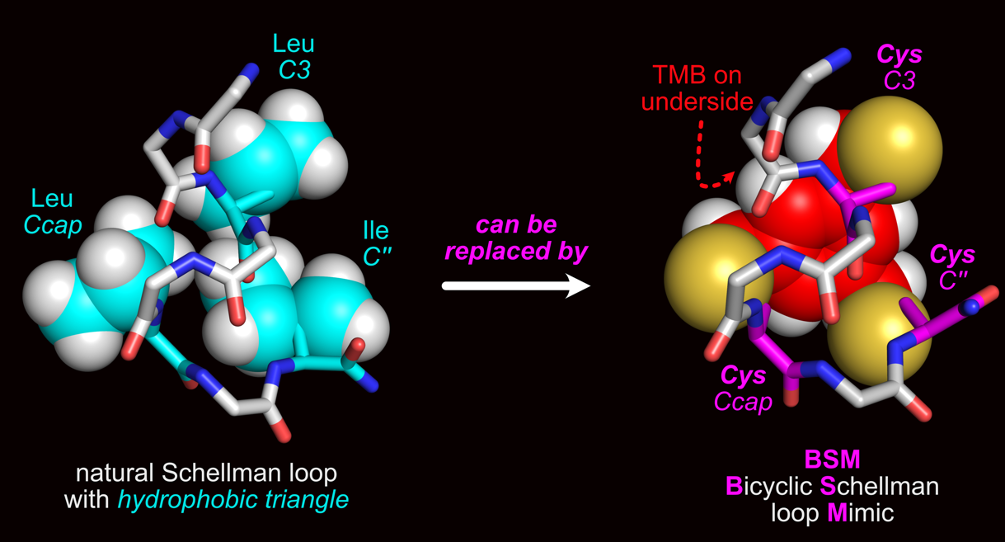 Leu
C3
Leu
Ccap
Ile
C"
natural Schellman loop
with hydrophobic triangle
can be
replaced by
TMB on
underside
Cys
C3
Cys
C"
Cys
Ccap
BSM
Bicyclic Schellman
loop Mimic